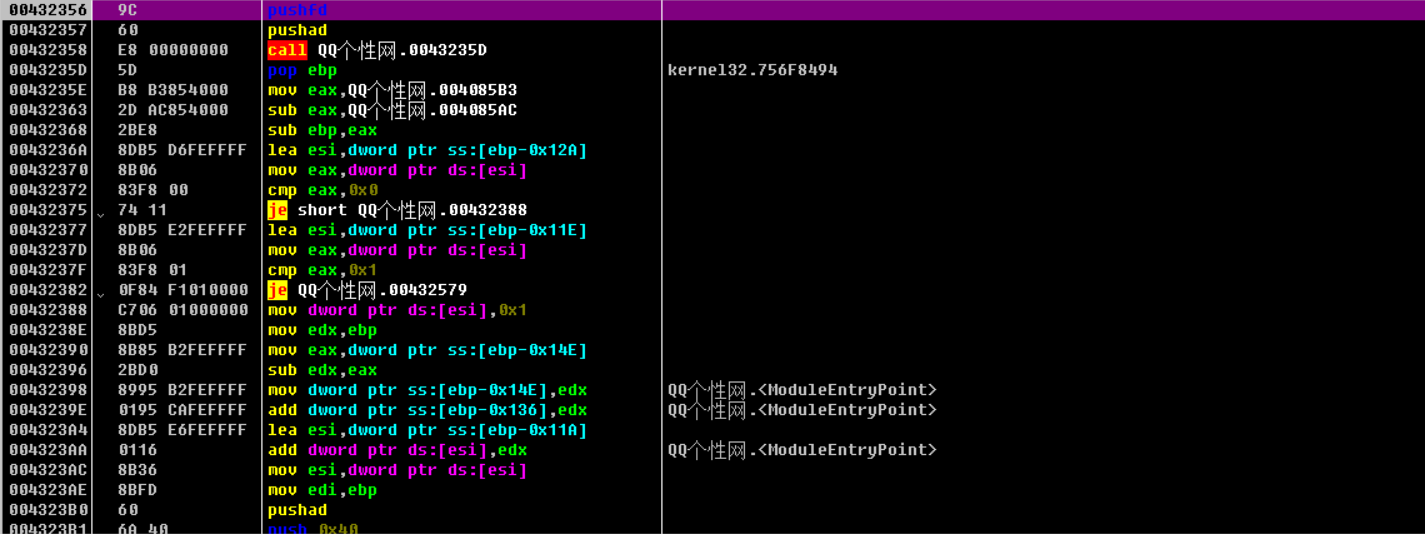 00432356 9C pushfd
00432357 60 pushad
00432358 E8 00000000 call QQ个性网.0043235D
0043235D 5D pop ebp kernel32.756F8494
0043235E B8 B3854000 mov eax,QQ个性网.004085B3
00432363 2D AC854000 sub eax,QQ个性网.004085AC
00432368 2BE8 sub ebp,eax
0043236A 8DB5 D6FEFFFF lea esi,dword ptr ss:[ebp-0x12A]
00432370 8B06 mov eax,dword ptr ds:[esi]
00432372 83F8 00 cmp eax,0x0
00432375 74 11 je short QQ个性网.00432388
00432377 8DB5 E2FEFFFF lea esi,dword ptr ss:[ebp-0x11E]
0043237D 8B06 mov eax,dword ptr ds:[esi]
0043237F 83F8 01 cmp eax,0x1
00432382 0F84 F1010000 je QQ个性网.00432579
00432388 C706 01000000 mov dword ptr ds:[esi],0x1
0043238E 8BD5 mov edx,ebp
00432390 8B85 B2FEFFFF mov eax,dword ptr ss:[ebp-0x14E]
00432396 2BD0 sub edx,eax
00432398 8995 B2FEFFFF mov dword ptr ss:[ebp-0x14E],edx QQ个性网.<ModuleEntryPoint>
0043239E 0195 CAFEFFFF add dword ptr ss:[ebp-0x136],edx QQ个性网.<ModuleEntryPoint>
004323A4 8DB5 E6FEFFFF lea esi,dword ptr ss:[ebp-0x11A]
004323AA 0116 add dword ptr ds:[esi],edx QQ个性网.<ModuleEntryPoint>
004323AC 8B36 mov esi,dword ptr ds:[esi]
004323AE 8BFD mov edi,ebp
004323B0 60 pushad
004323B1 6A 40 push 0x40